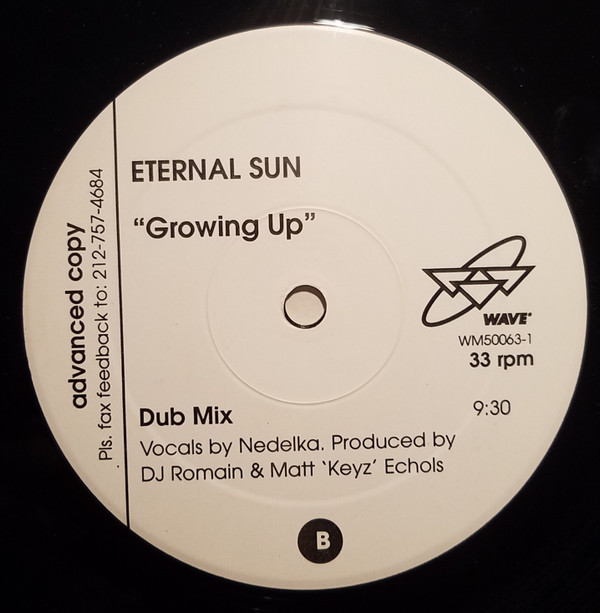 advanced copy
Pls. fax feedback to: 212-757-4684
ETERNAL SUN
“Growing Up”
WAVE
WM50063-1
33 rpm
Dub Mix
9:30
Vocals by Nedelka. Produced by
DJ Romain & Matt ‘Keyz’ Echols
B